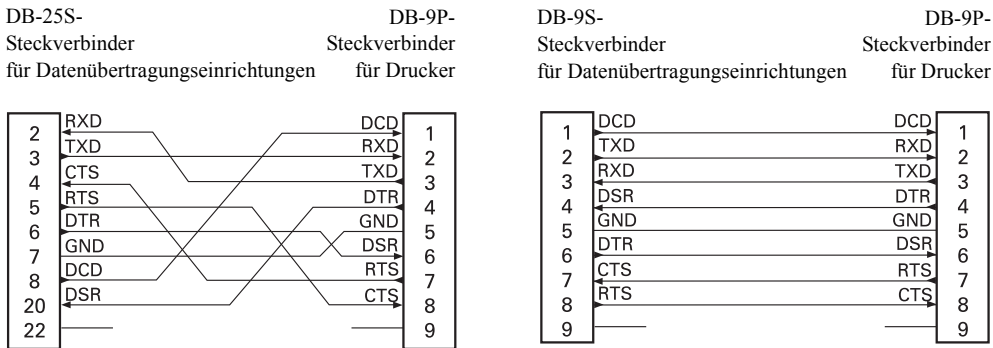 DB-25S-
Steckverbinder
für Datenübertragungseinrichtungen
DB-9P-
Steckverbinder
für Drucker
2 RXD DCD 1
3 TXD RXD 2
4 CTS TXD 3
5 RTS DTR 4
6 DTR GND 5
7 GND DSR 6
8 DCD RTS 7
20 DSR CTS 8
22 9
DB-9S-
Steckverbinder
für Datenübertragungseinrichtungen
DB-9P-
Steckverbinder
für Drucker
1 DCD DCD 1
2 TXD RXD 2
3 RXD TXD 3
4 DSR DTR 4
5 GND GND 5
6 DTR DSR 6
7 CTS RTS 7
8 RTS CTS 8
9 9